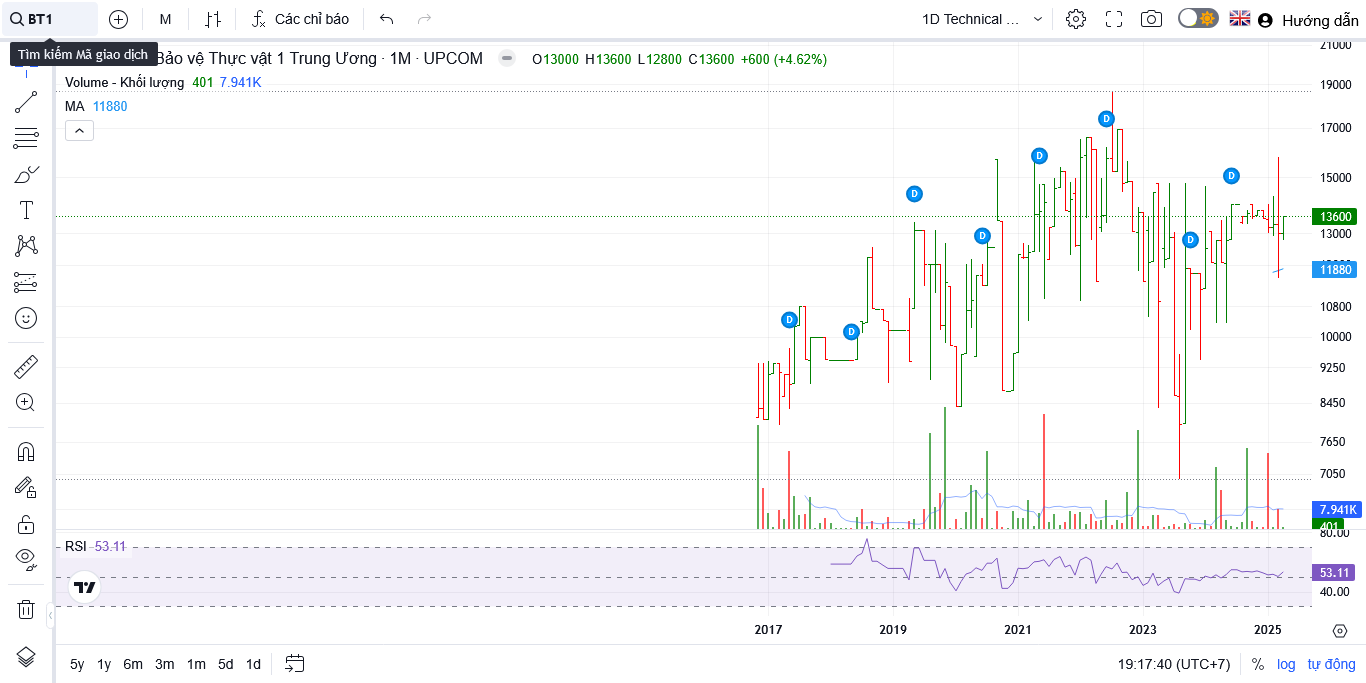 BT1 M Các chỉ báo 1D Technical ... Hướng dẫn
Tìm kiếm Mã giao dịch
Bảo vệ Thực vật 1 Trung Ương · 1M · UPCOM O13000 H13600 L12800 C13600 +600 (+4.62%)
Volume - Khối lượng 401 7.941K
MA 11880
21000
19000
17000
15000
13600
13000
11880
10800
10000
9250
8450
7650
7050
7.941K
401
D
D
D
D
D
D
D
D
80.00
RSI 53.11
53.11
40.00
2017 2019 2021 2023 2025
5y 1y 6m 3m 1m 5d 1d 19:17:40 (UTC+7) % log tự động